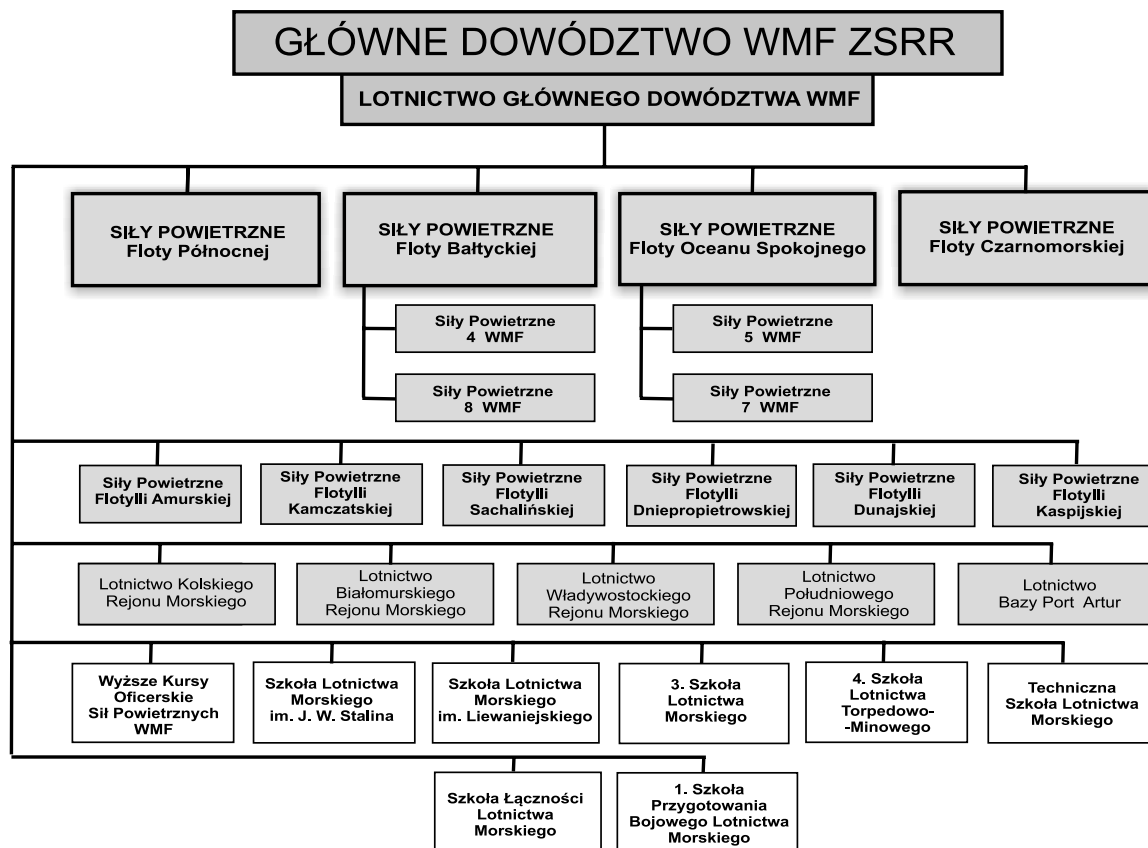 GŁÓWNE DOWÓDZTWO WMF ZSRR
LOTNICTWO GŁÓWNEGO DOWÓDZTWA WMF
SIŁY POWIETRZNE
Floty Północnej
SIŁY POWIETRZNE
Floty Bałtyckiej
SIŁY POWIETRZNE
Floty Oceanu Spokojnego
SIŁY POWIETRZNE
Floty Czarnomorskiej
Siły Powietrzne
4 WMF
Siły Powietrzne
5 WMF
Siły Powietrzne
8 WMF
Siły Powietrzne
7 WMF
Siły Powietrzne
Flotylli Amurskiej
Siły Powietrzne
Flotylli
Kamczatskiej
Siły Powietrzne
Flotylli
Sachalińskiej
Siły Powietrzne
Flotylli
Dniepropietrowskiej
Siły Powietrzne
Flotylli
Dunajskiej
Siły Powietrzne
Flotylli
Kaspijskiej
Lotnictwo Kolskiego
Rejonu Morskiego
Lotnictwo
Białomurskiego
Rejonu Morskiego
Lotnictwo
Władywostockiego
Rejonu Morskiego
Lotnictwo
Południowego
Rejonu Morskiego
Lotnictwo
Bazy Port Artur
Wyższe Kursy
Oficerskie
Sił Powietrznych
WMF
Szkoła Lotnictwa
Morskiego
im. J. W. Stalina
Szkoła Lotnictwa
Morskiego
im. Liewaniejskiego
3. Szkoła
Lotnictwa
Morskiego
4. Szkoła
Lotnictwa
Torpedowo-
-Minowego
Techniczna
Szkoła Lotnictwa
Morskiego
Szkoła Łączności
Lotnictwa
Morskiego
1. Szkoła
Przygotowania
Bojowego Lotnictwa
Morskiego